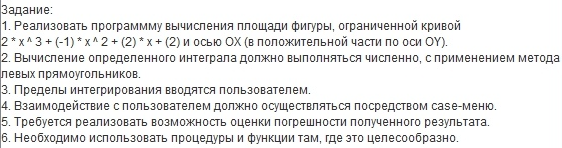 Задание:
1. Реализовать программму вычисления площади фигуры, ограниченной кривой
2 * x ^ 3 + (-1) * x ^ 2 + (2) * x + (2) и осью OX (в положительной части по оси OY).
2. Вычисление определенного интеграла должно выполняться численно, с применением метода
левых прямоугольников.
3. Пределы интегрирования вводятся пользователем.
4. Взаимодействие с пользователем должно осуществляться посредством case-меню.
5. Требуется реализовать возможность оценки погрешности полученного результата.
6. Необходимо использовать процедуры и функции там, где это целесообразно.